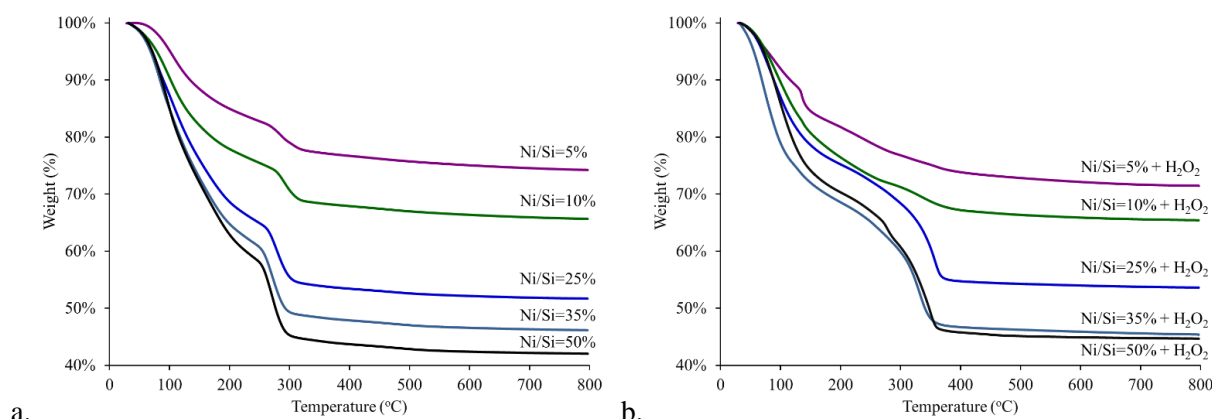 100%
90%
80%
70%
60%
50%
40%
Weight (%)
0 100 200 300 400 500 600 700 800
Temperature (°C)
Ni/Si=5%
Ni/Si=10%
Ni/Si=25%
Ni/Si=35%
Ni/Si=50%
a.
100%
90%
80%
70%
60%
50%
40%
Weight (%)
0 100 200 300 400 500 600 700 800
Temperature (°C)
Ni/Si=5% + H₂O₂
Ni/Si=10% + H₂O₂
Ni/Si=25% + H₂O₂
Ni/Si=35% + H₂O₂
Ni/Si=50% + H₂O₂
b.